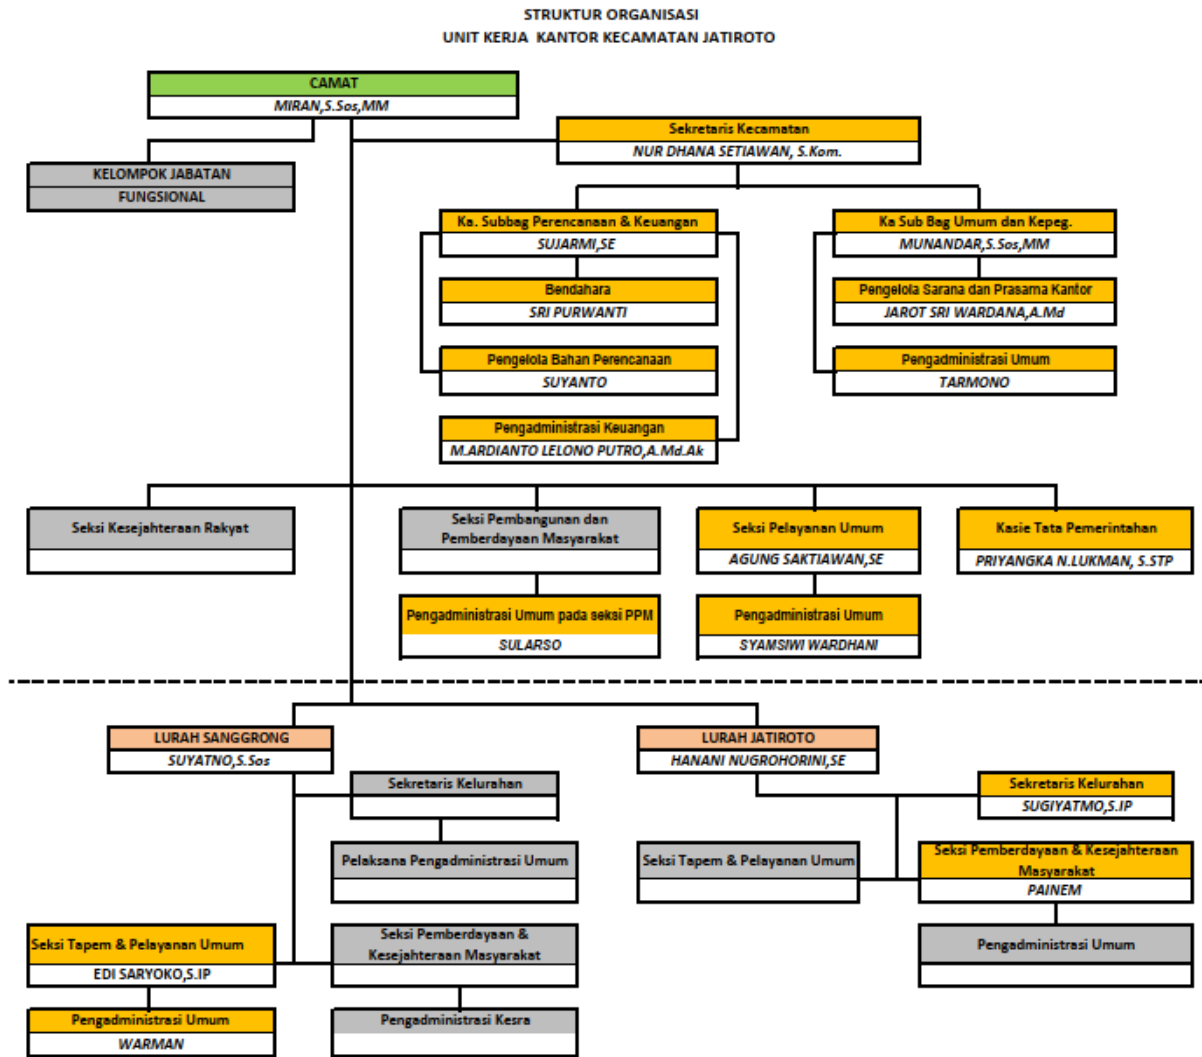 STRUKTUR ORGANISASI
UNIT KERJA KANTOR KECAMATAN JATIROTO
CAMAT
MIRAN,S.Sos,MM
Sekretaris Kecamatan
NUR DHANA SETIAWAN, S.Kom.
KELOMPOK JABATAN
FUNGSIONAL
Ka. Subbag Perencanaan & Keuangan
SUJARMI,SE
Ka Sub Bag Umum dan Kepeg.
MUNANDAR,S.Sos,MM
Bendahara
SRI PURWANTI
Pengelola Sarana dan Prasarna Kantor
JAROT SRI WARDANA,A.Md
Pengelola Bahan Perencanaan
SUYANTO
Pengadministrasi Umum
TARMONO
Pengadministrasi Keuangan
M.ARDIANTO LELONO PUTRO,A.Md.Ak
Seksi Kesejahteraan Rakyat
Seksi Pembangunan dan
Pemberdayaan Masyarakat
Seksi Pelayanan Umum
AGUNG SAKTIAWAN,SE
Kasie Tata Pemerintahan
PRIYANGKA N.LUKMAN, S.STP
Pengadministrasi Umum pada seksi PPM
SULARSO
Pengadministrasi Umum
SYAMSIWI WARDHANI
LURAH SANGGRONG
SUYATNO,S.Sos
LURAH JATIROTO
HANANI NUGROHORINI,SE
Sekretaris Kelurahan
Sekretaris Kelurahan
SUGIYATMO,S.IP
Pelaksana Pengadministrasi Umum
Seksi Tapem & Pelayanan Umum
Seksi Pemberdayaan & Kesejahteraan
Masyarakat
PAINEM
Seksi Tapem & Pelayanan Umum
EDI SARYOKO,S.IP
Seksi Pemberdayaan &
Kesejahteraan Masyarakat
Pengadministrasi Umum
Pengadministrasi Umum
WARMAN
Pengadministrasi Kesra